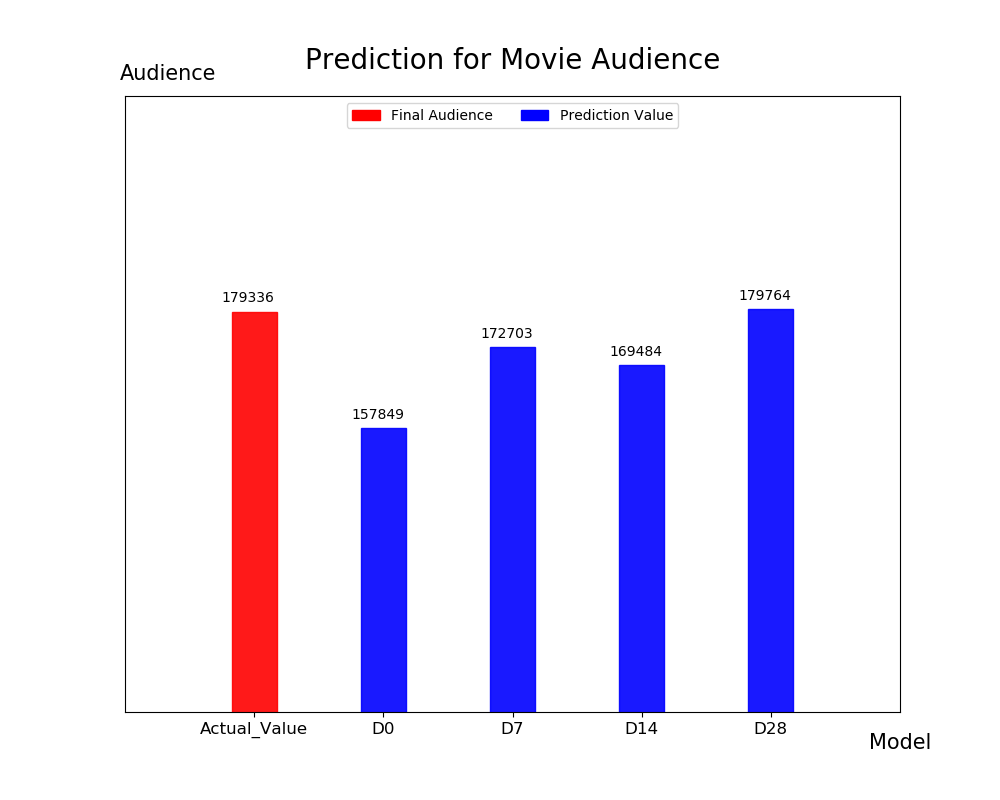 Prediction for Movie Audience
Audience
Final Audience Prediction Value
179336
157849
172703
169484
179764
Actual_Value D0 D7 D14 D28
Model